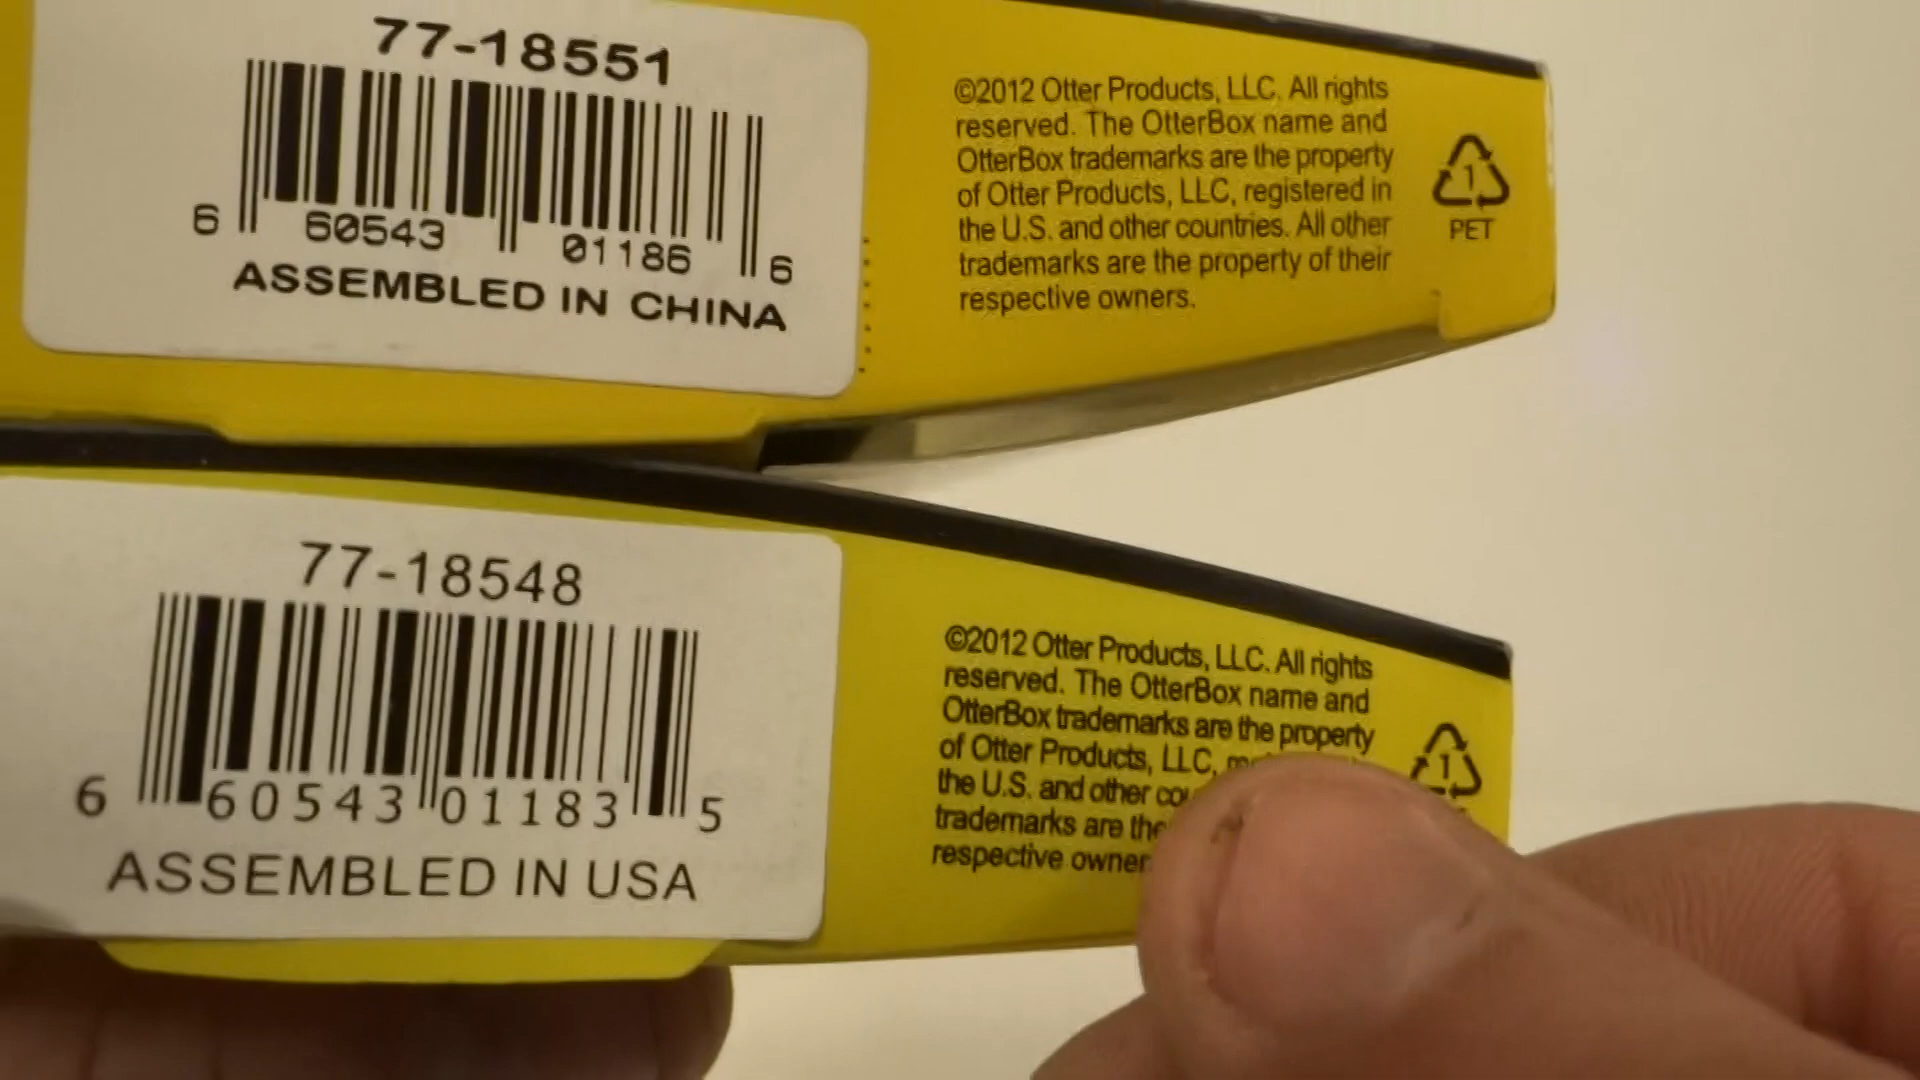 77-18551
6 60543 01186 6
ASSEMBLED IN CHINA
©2012 Otter Products, LLC. All rights
reserved. The OtterBox name and
OtterBox trademarks are the property
of Otter Products, LLC, registered in
the U.S. and other countries. All other
trademarks are the property of their
respective owners.
1
PET
77-18548
6 60543 01183 5
ASSEMBLED IN USA
©2012 Otter Products, LLC. All rights
reserved. The OtterBox name and
OtterBox trademarks are the property
of Otter Products, LLC,
the U.S. and other
trademarks are the
respective
1